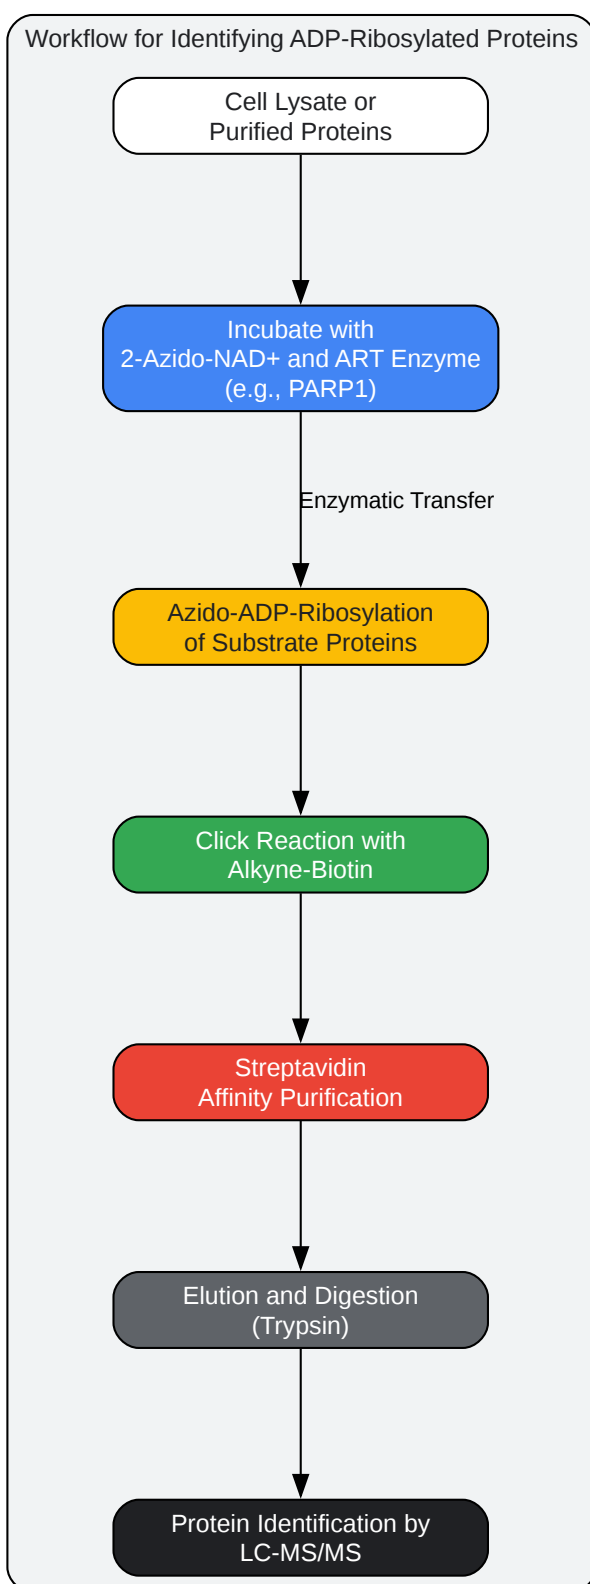 Workflow for Identifying ADP-Ribosylated Proteins
Cell Lysate or
Purified Proteins
Incubate with
2-Azido-NAD+ and ART Enzyme
(e.g., PARP1)
Enzymatic Transfer
Azido-ADP-Ribosylation
of Substrate Proteins
Click Reaction with
Alkyne-Biotin
Streptavidin
Affinity Purification
Elution and Digestion
(Trypsin)
Protein Identification by
LC-MS/MS